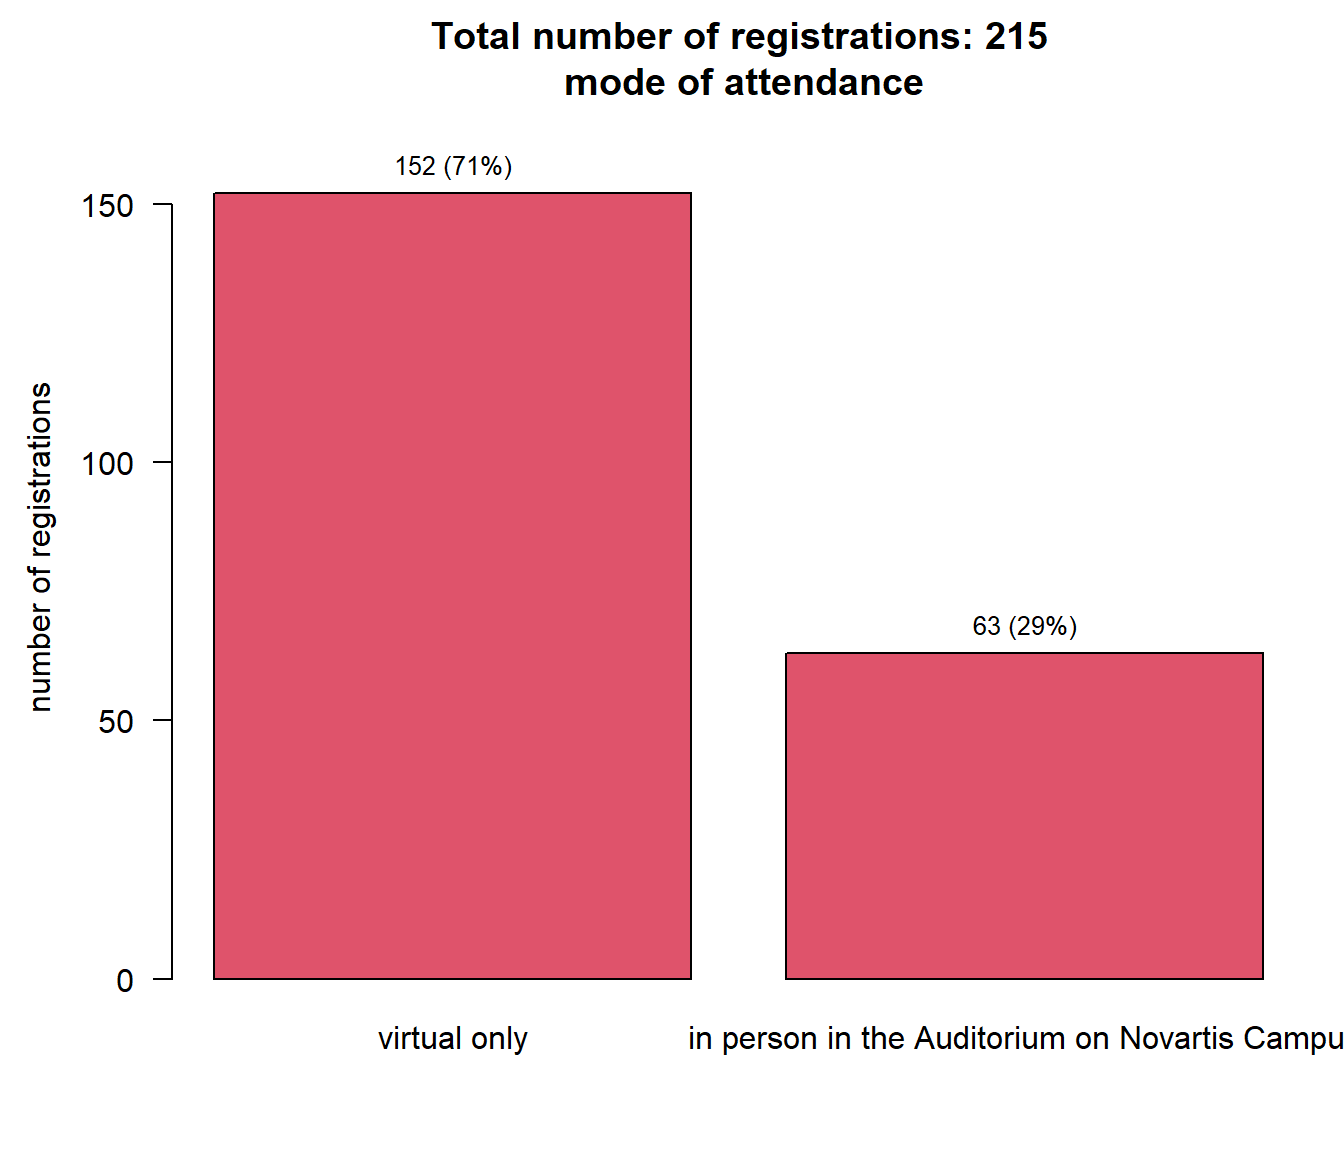 Total number of registrations: 215
mode of attendance
152 (71%)
150
63 (29%)
100
50
0
number of registrations
virtual only
in person in the Auditorium on Novartis Campu